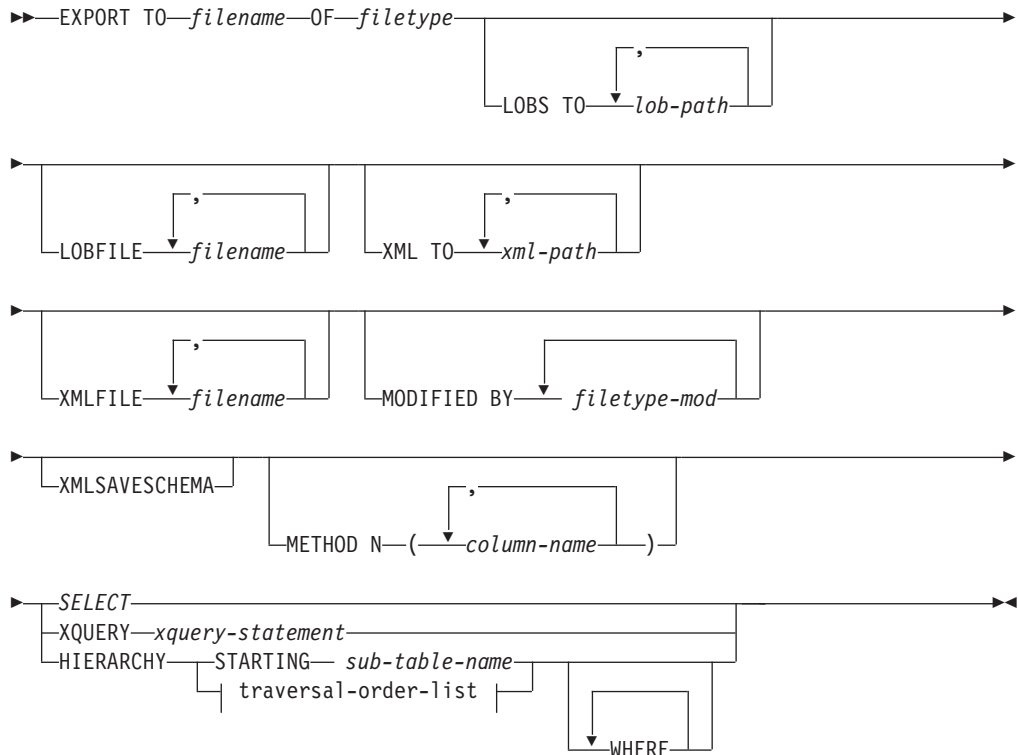 EXPORT TO filename OF filetype
,
LOBS TO lob-path
,
LOBFILE filename
,
XML TO xml-path
,
XMLFILE filename
MODIFIED BY filetype-mod
XMLSAVESCHEMA
,
METHOD N ( column-name )
SELECT
XQUERY xquery-statement
HIERARCHY STARTING sub-table-name
traversal-order-list
WHERE